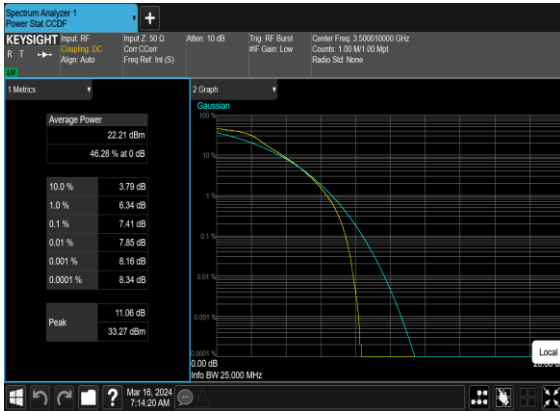 Spectrum Analyzer 1
Power Stat CCDF
KEYSIGHT
R T
LXI
Input: RF
Coupling: DC
Align: Auto
Input Z: 50 Ω
Corr CCorr
Freq Ref: Int (S)
Atten: 10 dB
Trig: RF Burst
#IF Gain: Low
Center Freq: 3.500010000 GHz
Counts: 1.00 M/1.00 Mpt
Radio Std: None
1 Metrics
Average Power
22.21 dBm
46.28 % at 0 dB
10.0 % 3.79 dB
1.0 % 6.34 dB
0.1 % 7.41 dB
0.01 % 7.85 dB
0.001 % 8.16 dB
0.0001 % 8.34 dB
Peak
11.06 dB
33.27 dBm
2 Graph
Gaussian
100 %
10 %
1 %
0.1 %
0.01 %
0.001 %
0.0001 %
0.00 dB
Info BW 25.000 MHz
Local
?
Mar 16, 2024
7:14:20 AM